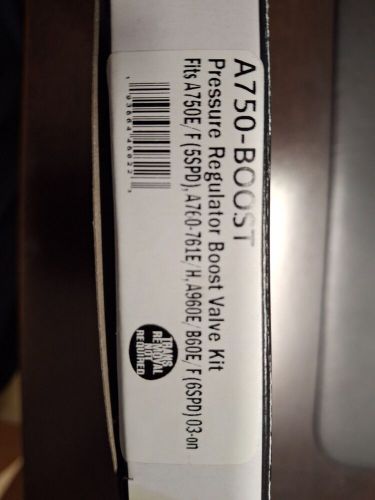 A750-BOOST
Pressure Regulator Boost Valve Kit
Fits A750E/F (5SPD), A760-761E/H, A960E/B60E/F (6SPD) 03-on
TRANS
REMOVAL
NOT
REQUIRED